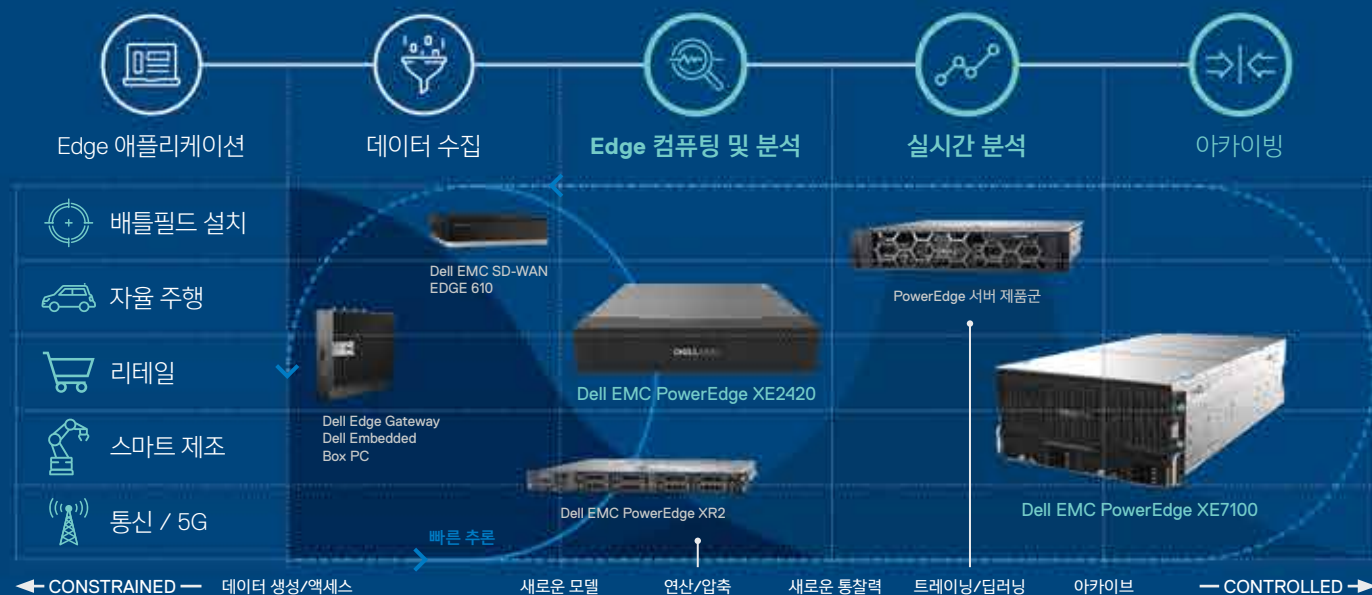 Edge 애플리케이션
데이터 수집
Edge 컴퓨팅 및 분석
실시간 분석
아카이빙
배틀필드 설치
자율 주행
리테일
스마트 제조
통신 / 5G
Dell EMC SD-WAN
EDGE 610
Dell Edge Gateway
Dell Embedded
Box PC
DELLEMC
Dell EMC PowerEdge XE2420
Dell EMC PowerEdge XR2
PowerEdge 서버 제품군
Dell EMC PowerEdge XE7100
빠른 추론
CONSTRAINED
데이터 생성/액세스
새로운 모델
연산/압축
새로운 통찰력
트레이닝/딥러닝
아카이브
CONTROLLED